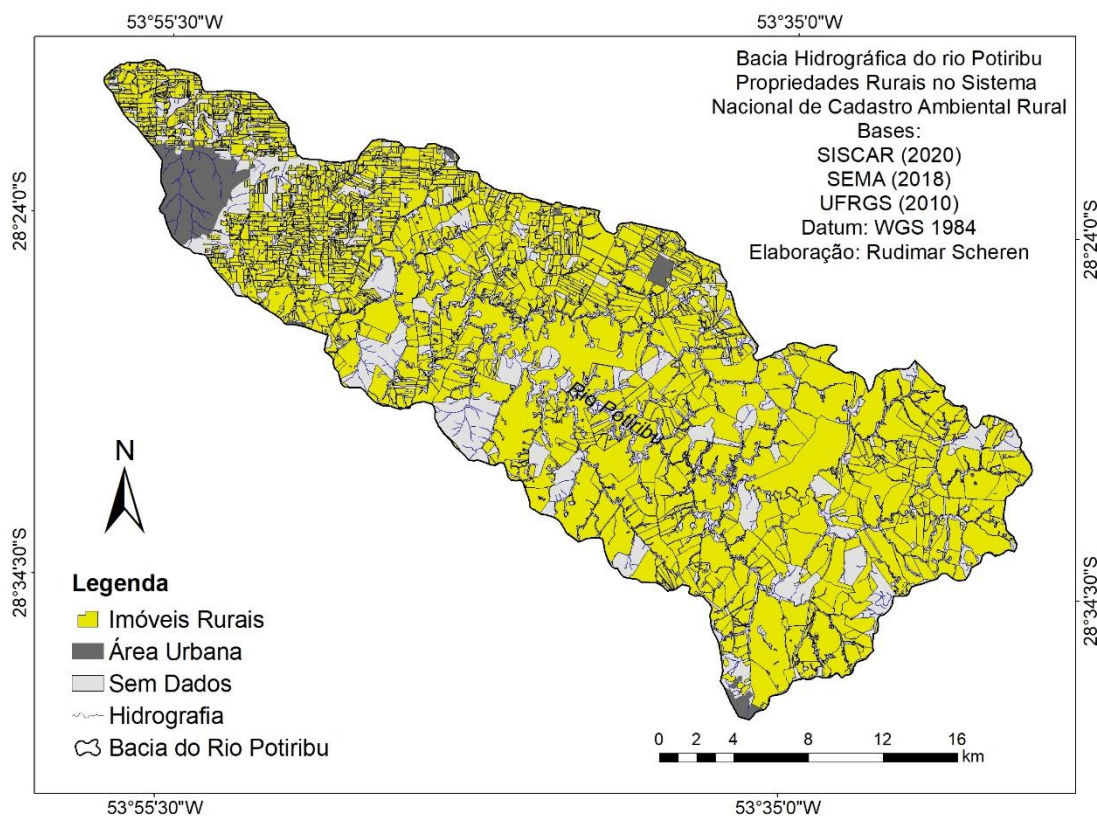 53°55'30"W
53°35'0"W
Bacia Hidrográfica do rio Potiribu
Propriedades Rurais no Sistema
Nacional de Cadastro Ambiental Rural
Bases:
SISCAR (2020)
SEMA (2018)
UFRGS (2010)
Datum: WGS 1984
Elaboração: Rudimar Scheren
28°24'0"S
28°24'0"S
Rio Potiribu
N
28°34'30"S
28°34'30"S
Legenda
Imóveis Rurais
Área Urbana
Sem Dados
Hidrografia
Bacia do Rio Potiribu
0 2 4 8 12 16
km
53°55'30"W
53°35'0"W